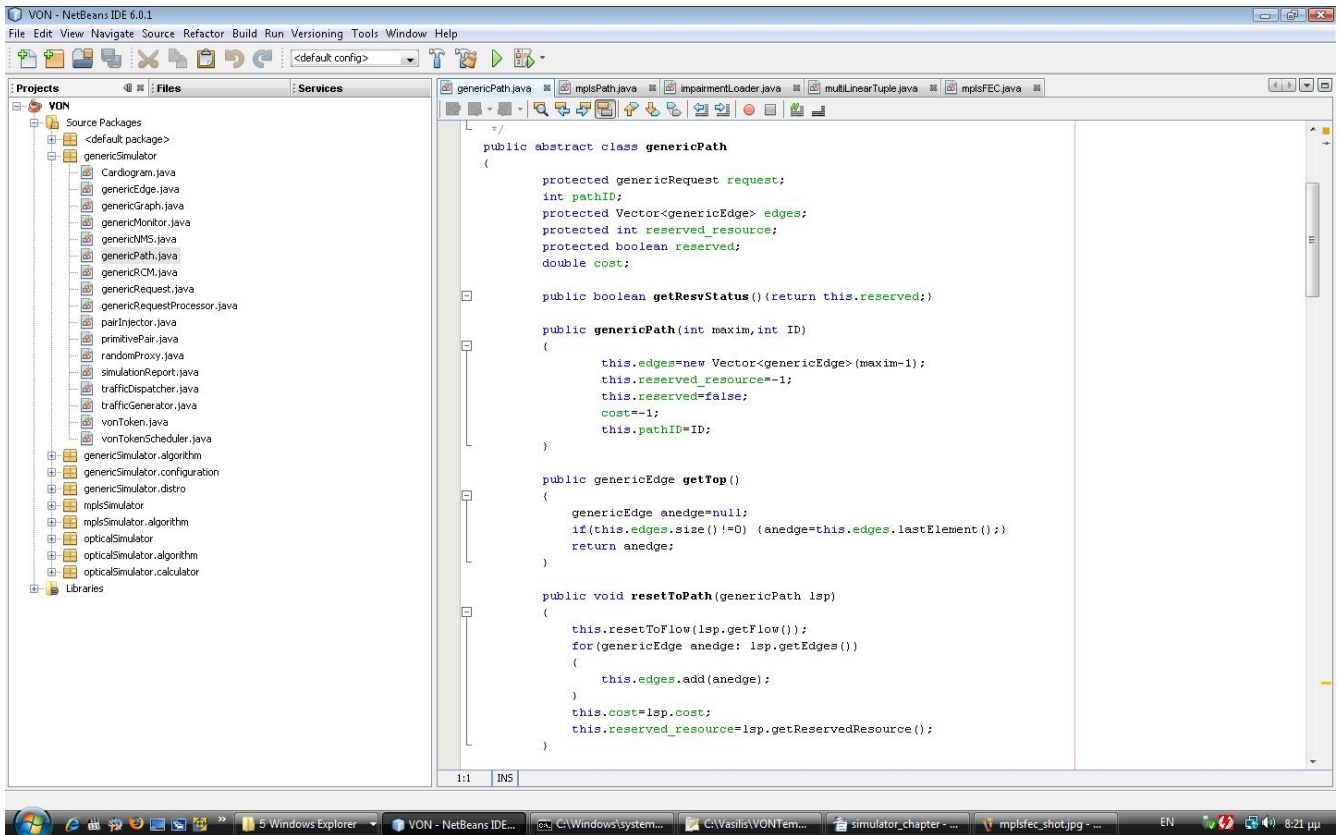 VON - NetBeans IDE 6.0.1
File Edit View Navigate Source Refactor Build Run Versioning Tools Window Help
<default config>
Projects
Files
Services
VON
Source Packages
<default package>
genericSimulator
Cardiogram.java
genericEdge.java
genericGraph.java
genericMonitor.java
genericNMS.java
genericPath.java
genericRCM.java
genericRequest.java
genericRequestProcessor.java
pairInjector.java
primitivePair.java
randomProxy.java
simulationReport.java
trafficDispatcher.java
trafficGenerator.java
vonToken.java
vonTokenScheduler.java
genericSimulator.algorithm
genericSimulator.configuration
genericSimulator.distro
mplsSimulator
mplsSimulator.algorithm
opticalSimulator
opticalSimulator.algorithm
opticalSimulator.calculator
Libraries
genericPath.java mplsPath.java impairmentLoader.java multiLinearTuple.java mplsFEC.java
*/
public abstract class genericPath
{
protected genericRequest request;
int pathID;
protected Vector<genericEdge> edges;
protected int reserved_resource;
protected boolean reserved;
double cost;
public boolean getResvStatus(){return this.reserved;}
public genericPath(int maxim,int ID)
{
this.edges=new Vector<genericEdge>(maxim-1);
this.reserved_resource=-1;
this.reserved=false;
cost=-1;
this.pathID=ID;
}
public genericEdge getTop()
{
genericEdge anedge=null;
if(this.edges.size()!=0) {anedge=this.edges.lastElement();}
return anedge;
}
public void resetToPath(genericPath lsp)
{
this.resetToFlow(lsp.getFlow());
for(genericEdge anedge: lsp.getEdges())
{
this.edges.add(anedge);
}
this.cost=lsp.cost;
this.reserved_resource=lsp.getReservedResource();
}
1:1 INS
5 Windows Explorer
VON - NetBeans IDE...
C:\Windows\system...
C:\Vasilis\VONTem...
simulator_chapter - ...
mplsfec_shot.jpg - ...
EN
8:21 μμ